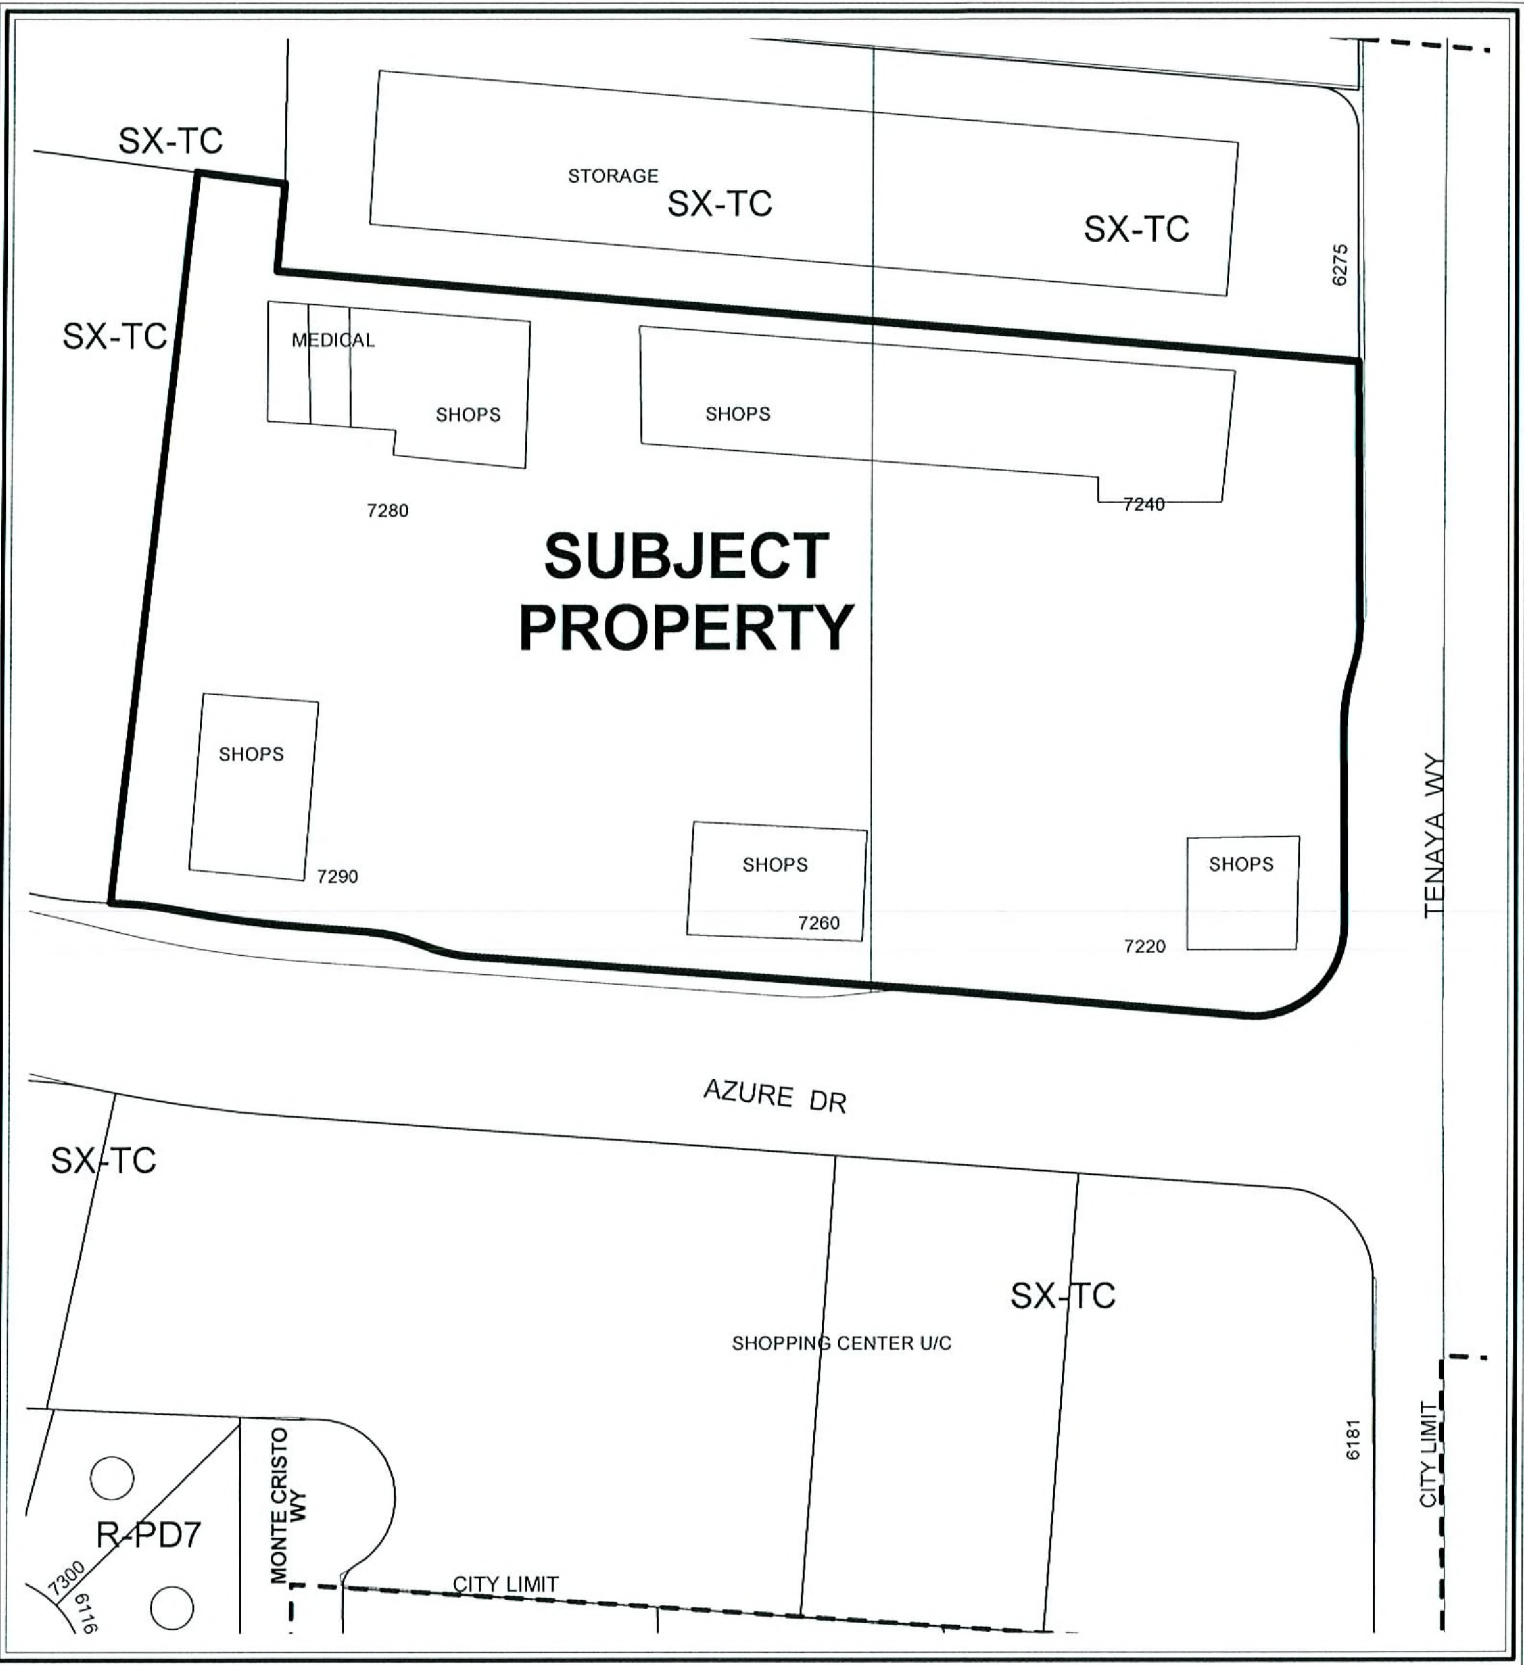 SX-TC
STORAGE
SX-TC
SX-TC
6275
SX-TC
MEDICAL
SHOPS
SHOPS
7280
7240
SUBJECT
PROPERTY
SHOPS
7290
SHOPS
7260
SHOPS
7220
TENAYA WY
AZURE DR
SX-TC
SX-TC
SHOPPING CENTER U/C
6181
CITY LIMIT
MONTE CRISTO
WY
R-PD7
7300
6116
CITY LIMIT